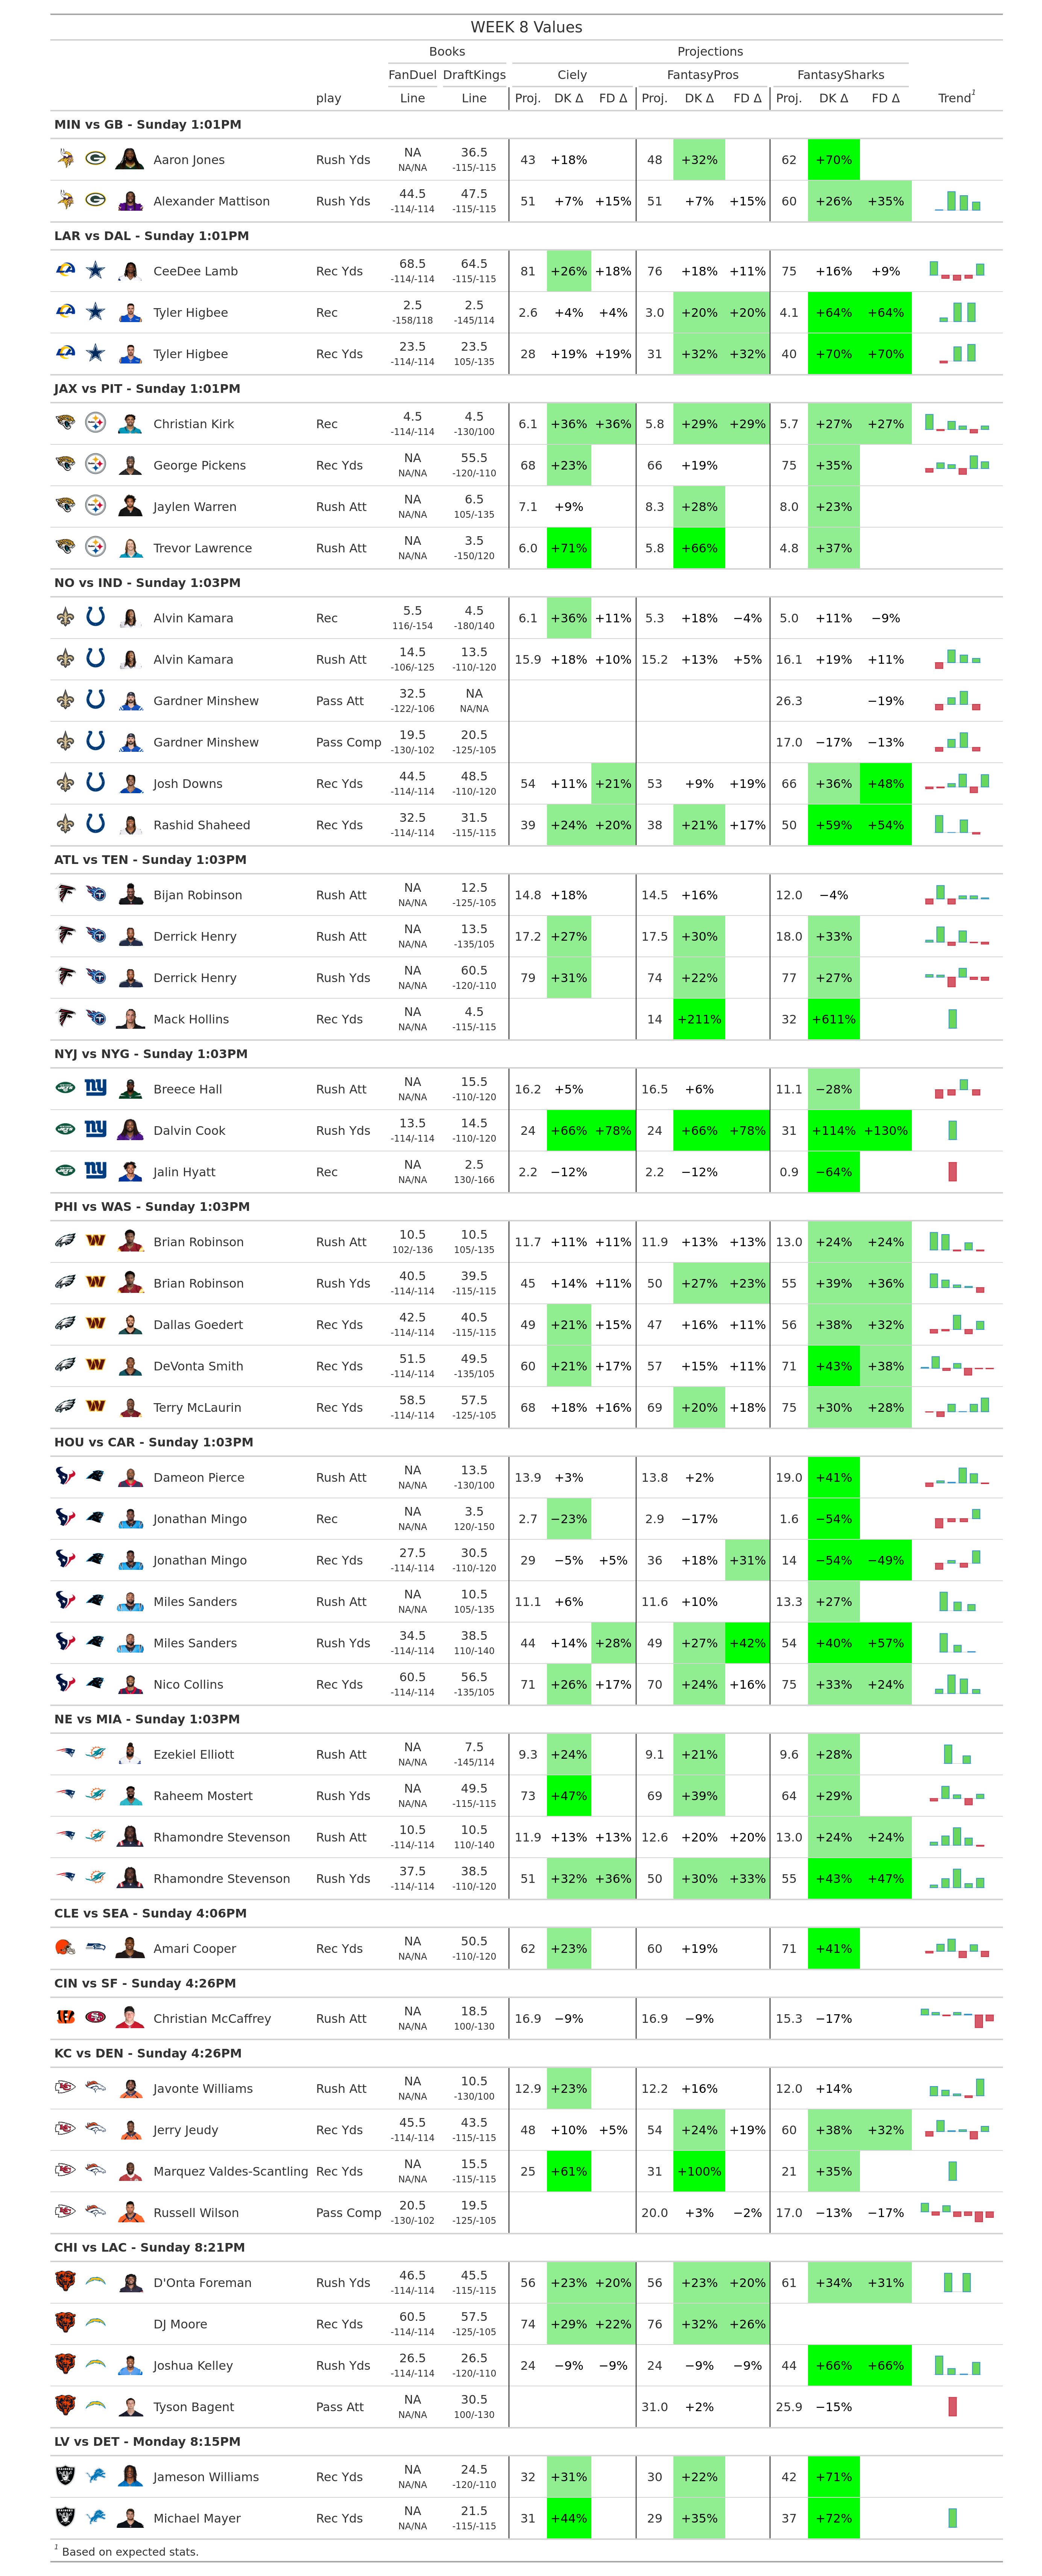 WEEK 8 Values
Books Projections
FanDuel DraftKings Ciely FantasyPros FantasySharks
play Line Line Proj. DK Δ FD Δ Proj. DK Δ FD Δ Proj. DK Δ FD Δ Trend1
MIN vs GB - Sunday 1:01PM
Aaron Jones Rush Yds NA 36.5 43 +18% 48 +32% 62 +70%
NA/NA -115/-115
Alexander Mattison Rush Yds 44.5 47.5 51 +7% +15% 51 +7% +15% 60 +26% +35%
-114/-114 -115/-115
LAR vs DAL - Sunday 1:01PM
CeeDee Lamb Rec Yds 68.5 64.5 81 +26% +18% 76 +18% +11% 75 +16% +9%
-114/-114 -115/-115
Tyler Higbee Rec 2.5 2.5 2.6 +4% +4% 3.0 +20% +20% 4.1 +64% +64%
-158/118 -145/114
Tyler Higbee Rec Yds 23.5 23.5 28 +19% +19% 31 +32% +32% 40 +70% +70%
-114/-114 105/-135
JAX vs PIT - Sunday 1:01PM
Christian Kirk Rec 4.5 4.5 6.1 +36% +36% 5.8 +29% +29% 5.7 +27% +27%
-114/-114 -130/100
George Pickens Rec Yds NA 55.5 68 +23% 66 +19% 75 +35%
NA/NA -120/-110
Jaylen Warren Rush Att NA 6.5 7.1 +9% 8.3 +28% 8.0 +23%
NA/NA 105/-135
Trevor Lawrence Rush Att NA 3.5 6.0 +71% 5.8 +66% 4.8 +37%
NA/NA -150/120
NO vs IND - Sunday 1:03PM
Alvin Kamara Rec 5.5 4.5 6.1 +36% +11% 5.3 +18% −4% 5.0 +11% −9%
116/-154 -180/140
Alvin Kamara Rush Att 14.5 13.5 15.9 +18% +10% 15.2 +13% +5% 16.1 +19% +11%
-106/-125 -110/-120
Gardner Minshew Pass Att 32.5 NA 26.3 −19%
-122/-106 NA/NA
Gardner Minshew Pass Comp 19.5 20.5 17.0 −17% −13%
-130/-102 -125/-105
Josh Downs Rec Yds 44.5 48.5 54 +11% +21% 53 +9% +19% 66 +36% +48%
-114/-114 -110/-120
Rashid Shaheed Rec Yds 32.5 31.5 39 +24% +20% 38 +21% +17% 50 +59% +54%
-114/-114 -115/-115
ATL vs TEN - Sunday 1:03PM
Bijan Robinson Rush Att NA 12.5 14.8 +18% 14.5 +16% 12.0 −4%
NA/NA -125/-105
Derrick Henry Rush Att NA 13.5 17.2 +27% 17.5 +30% 18.0 +33%
NA/NA -135/105
Derrick Henry Rush Yds NA 60.5 79 +31% 74 +22% 77 +27%
NA/NA -120/-110
Mack Hollins Rec Yds NA 4.5 14 +211% 32 +611%
NA/NA -115/-115
NYJ vs NYG - Sunday 1:03PM
Breece Hall Rush Att NA 15.5 16.2 +5% 16.5 +6% 11.1 −28%
NA/NA -110/-120
Dalvin Cook Rush Yds 13.5 14.5 24 +66% +78% 24 +66% +78% 31 +114% +130%
-114/-114 -110/-120
Jalin Hyatt Rec NA 2.5 2.2 −12% 2.2 −12% 0.9 −64%
NA/NA 130/-166
PHI vs WAS - Sunday 1:03PM
Brian Robinson Rush Att 10.5 10.5 11.7 +11% +11% 11.9 +13% +13% 13.0 +24% +24%
102/-136 105/-135
Brian Robinson Rush Yds 40.5 39.5 45 +14% +11% 50 +27% +23% 55 +39% +36%
-114/-114 -115/-115
Dallas Goedert Rec Yds 42.5 40.5 49 +21% +15% 47 +16% +11% 56 +38% +32%
-114/-114 -115/-115
DeVonta Smith Rec Yds 51.5 49.5 60 +21% +17% 57 +15% +11% 71 +43% +38%
-114/-114 -135/105
Terry McLaurin Rec Yds 58.5 57.5 68 +18% +16% 69 +20% +18% 75 +30% +28%
-114/-114 -125/-105
HOU vs CAR - Sunday 1:03PM
Dameon Pierce Rush Att NA 13.5 13.9 +3% 13.8 +2% 19.0 +41%
NA/NA -130/100
Jonathan Mingo Rec NA 3.5 2.7 −23% 2.9 −17% 1.6 −54%
NA/NA 120/-150
Jonathan Mingo Rec Yds 27.5 30.5 29 −5% +5% 36 +18% +31% 14 −54% −49%
-114/-114 -110/-120
Miles Sanders Rush Att NA 10.5 11.1 +6% 11.6 +10% 13.3 +27%
NA/NA 105/-135
Miles Sanders Rush Yds 34.5 38.5 44 +14% +28% 49 +27% +42% 54 +40% +57%
-114/-114 110/-140
Nico Collins Rec Yds 60.5 56.5 71 +26% +17% 70 +24% +16% 75 +33% +24%
-114/-114 -135/105
NE vs MIA - Sunday 1:03PM
Ezekiel Elliott Rush Att NA 7.5 9.3 +24% 9.1 +21% 9.6 +28%
NA/NA -145/114
Raheem Mostert Rush Yds NA 49.5 73 +47% 69 +39% 64 +29%
NA/NA -115/-115
Rhamondre Stevenson Rush Att 10.5 10.5 11.9 +13% +13% 12.6 +20% +20% 13.0 +24% +24%
-114/-114 110/-140
Rhamondre Stevenson Rush Yds 37.5 38.5 51 +32% +36% 50 +30% +33% 55 +43% +47%
-114/-114 -110/-120
CLE vs SEA - Sunday 4:06PM
Amari Cooper Rec Yds NA 50.5 62 +23% 60 +19% 71 +41%
NA/NA -110/-120
CIN vs SF - Sunday 4:26PM
Christian McCaffrey Rush Att NA 18.5 16.9 −9% 16.9 −9% 15.3 −17%
NA/NA 100/-130
KC vs DEN - Sunday 4:26PM
Javonte Williams Rush Att NA 10.5 12.9 +23% 12.2 +16% 12.0 +14%
NA/NA -130/100
Jerry Jeudy Rec Yds 45.5 43.5 48 +10% +5% 54 +24% +19% 60 +38% +32%
-114/-114 -115/-115
Marquez Valdes-Scantling Rec Yds NA 15.5 25 +61% 31 +100% 21 +35%
NA/NA -115/-115
Russell Wilson Pass Comp 20.5 19.5 20.0 +3% −2% 17.0 −13% −17%
-130/-102 -125/-105
CHI vs LAC - Sunday 8:21PM
D'Onta Foreman Rush Yds 46.5 45.5 56 +23% +20% 56 +23% +20% 61 +34% +31%
-114/-114 -115/-115
DJ Moore Rec Yds 60.5 57.5 74 +29% +22% 76 +32% +26%
-114/-114 -125/-105
Joshua Kelley Rush Yds 26.5 26.5 24 −9% −9% 24 −9% −9% 44 +66% +66%
-114/-114 -120/-110
Tyson Bagent Pass Att NA 30.5 31.0 +2% 25.9 −15%
NA/NA 100/-130
LV vs DET - Monday 8:15PM
Jameson Williams Rec Yds NA 24.5 32 +31% 30 +22% 42 +71%
NA/NA -120/-110
Michael Mayer Rec Yds NA 21.5 31 +44% 29 +35% 37 +72%
NA/NA -115/-115
1 Based on expected stats.